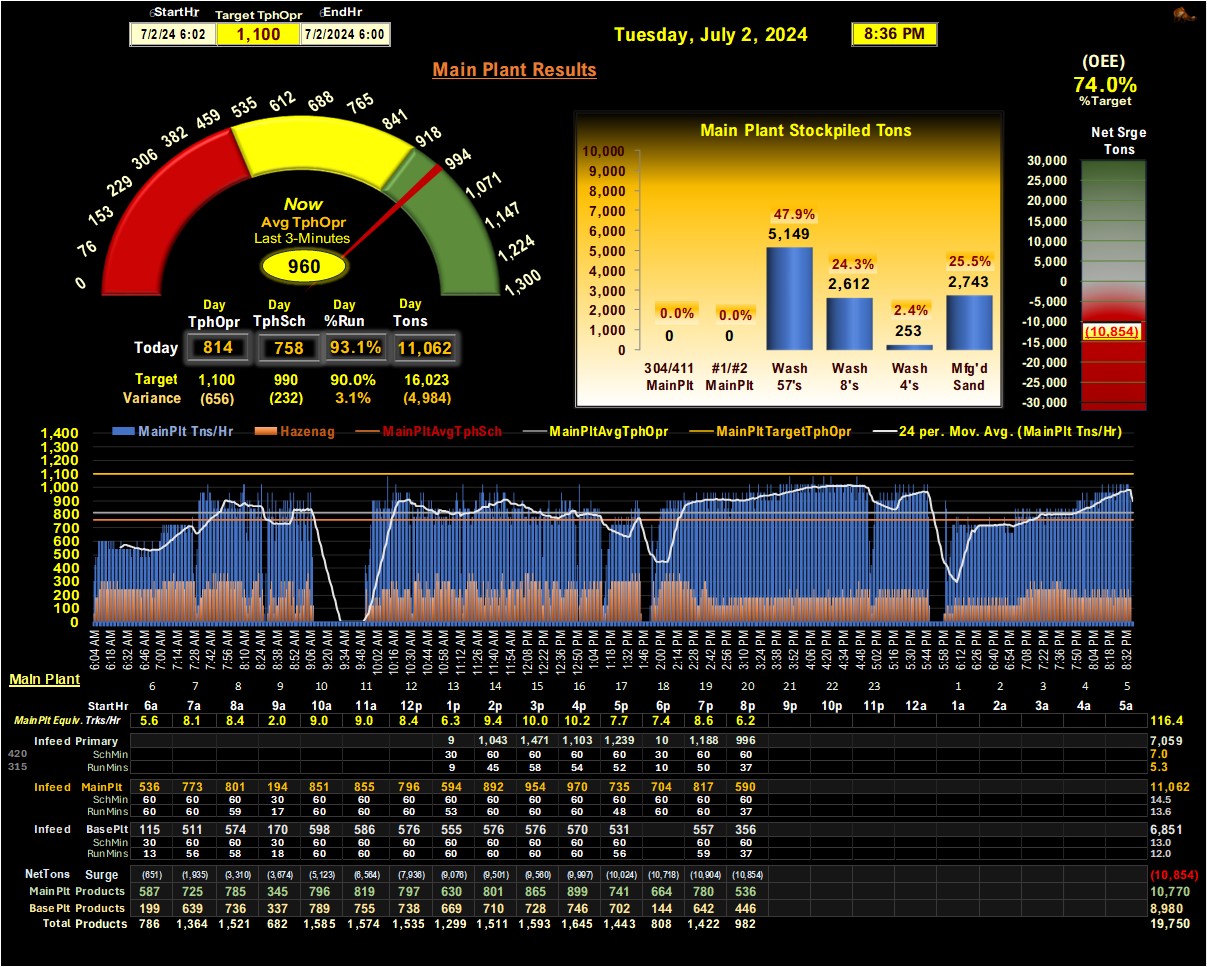 StartHr Target TphOpr EndHr
7/2/24 6:02 1,100 7/2/2024 6:00
Tuesday, July 2, 2024 8:36 PM
Main Plant Results
(OEE)
74.0%
%Target
0 76 153 229 306 382 459 535 612 688 765 841 918 994 1,071 1,147 1,224 1,300
Now
Avg TphOpr
Last 3-Minutes
960
Day Day Day Day
TphOpr TphSch %Run Tons
Today 814 758 93.1% 11,062
Target 1,100 990 90.0% 16,023
Variance (656) (232) 3.1% (4,984)
Main Plant Stockpiled Tons
10,000
9,000
8,000
7,000
6,000
5,000
4,000
3,000
2,000
1,000
0
0.0% 0.0% 47.9% 24.3% 2.4% 25.5%
0 0 5,149 2,612 253 2,743
304/411 #1/#2 Wash Wash Wash Mfg'd
MainPlt MainPlt 57's 8's 4's Sand
Net Srge
Tons
30,000
25,000
20,000
15,000
10,000
5,000
0
-5,000
-10,000
(10,854)
-15,000
-20,000
-25,000
-30,000
MainPlt Tns/Hr Hazenag MainPltAvgTphSch MainPltAvgTphOpr MainPltTargetTphOpr 24 per. Mov. Avg. (MainPlt Tns/Hr)
1,400
1,300
1,200
1,100
1,000
900
800
700
600
500
400
300
200
100
0
6:04 AM 6:18 AM 6:32 AM 6:46 AM 7:00 AM 7:14 AM 7:28 AM 7:42 AM 7:56 AM 8:10 AM 8:24 AM 8:38 AM 8:52 AM 9:06 AM 9:20 AM 9:34 AM 9:48 AM 10:02 AM 10:16 AM 10:30 AM 10:44 AM 10:58 AM 11:12 AM 11:26 AM 11:40 AM 11:54 AM 12:08 PM 12:22 PM 12:36 PM 12:50 PM 1:04 PM 1:18 PM 1:32 PM 1:46 PM 2:00 PM 2:14 PM 2:28 PM 2:42 PM 2:56 PM 3:10 PM 3:24 PM 3:38 PM 3:52 PM 4:06 PM 4:20 PM 4:34 PM 4:48 PM 5:02 PM 5:16 PM 5:30 PM 5:44 PM 5:58 PM 6:12 PM 6:26 PM 6:40 PM 6:54 PM 7:08 PM 7:22 PM 7:36 PM 7:50 PM 8:04 PM 8:18 PM 8:32 PM
Main Plant
6 7 8 9 10 11 12 13 14 15 16 17 18 19 20 21 22 23 1 2 3 4 5
StartHr 6a 7a 8a 9a 10a 11a 12p 1p 2p 3p 4p 5p 6p 7p 8p 9p 10p 11p 12a 1a 2a 3a 4a 5a
MainPlt Equiv. Trks/Hr 5.6 8.1 8.4 2.0 9.0 9.0 8.4 6.3 9.4 10.0 10.2 7.7 7.4 8.6 6.2 116.4
Infeed Primary 9 1,043 1,471 1,103 1,239 10 1,188 996 7,059
420 SchMin 30 60 60 60 60 30 60 60 7.0
315 RunMins 9 45 58 54 52 10 50 37 5.3
Infeed MainPlt 536 773 801 194 851 855 796 594 892 954 970 735 704 817 590 11,062
SchMin 60 60 60 30 60 60 60 60 60 60 60 60 60 60 60 14.5
RunMins 60 60 59 17 60 60 60 53 60 60 60 48 60 60 37 13.6
Infeed BasePlt 115 511 574 170 598 586 576 555 576 576 570 531 557 356 6,851
SchMin 30 60 60 30 60 60 60 60 60 60 60 60 60 60 13.0
RunMins 13 56 58 18 60 60 60 60 60 60 60 56 59 37 12.0
NetTons Surge (651) (1,935) (3,310) (3,674) (5,123) (6,564) (7,936) (9,076) (9,501) (9,560) (9,997) (10,024) (10,718) (10,904) (10,854) (10,854)
MainPlt Products 587 725 785 345 796 819 797 630 801 865 899 741 664 780 536 10,770
BasePlt Products 199 639 736 337 789 755 738 669 710 728 746 702 144 642 446 8,980
Total Products 786 1,364 1,521 682 1,585 1,574 1,535 1,299 1,511 1,593 1,645 1,443 808 1,422 982 19,750